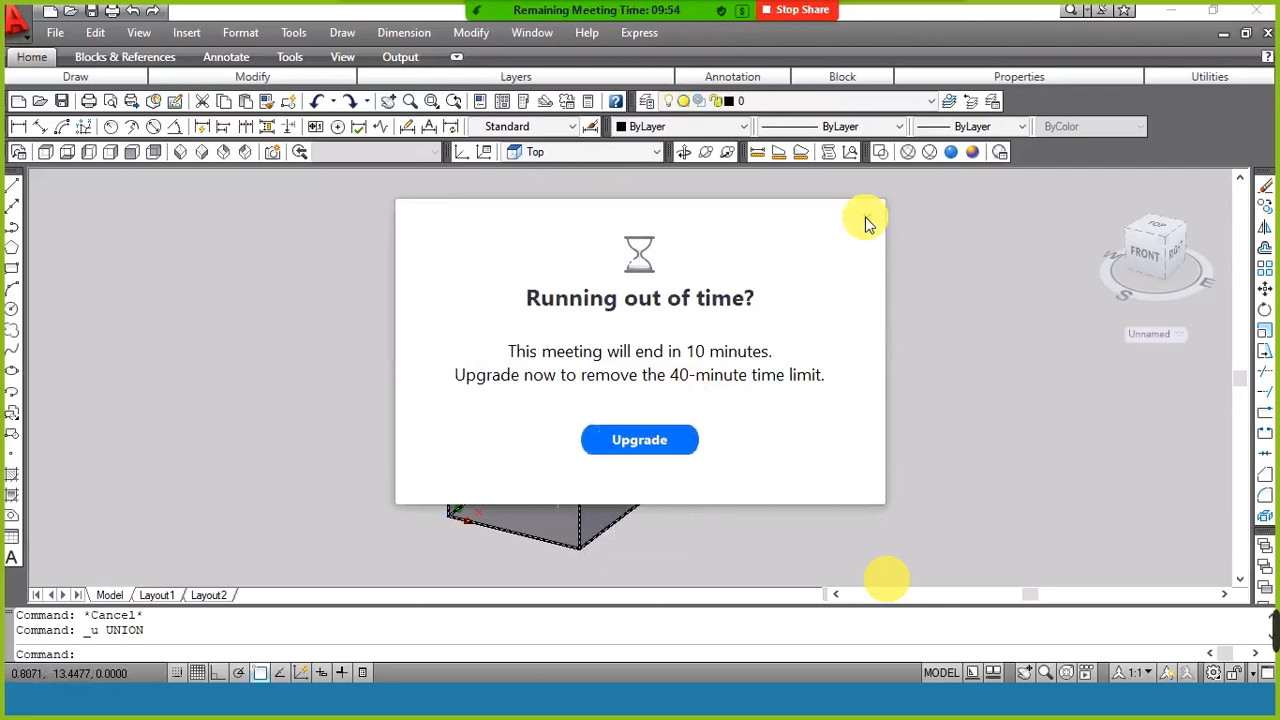 Remaining Meeting Time: 09:54
Stop Share
File Edit View Insert Format Tools Draw Dimension Modify Window Help Express
Home Blocks & References Annotate Tools View Output
Draw Modify Layers Annotation Block Properties Utilities
0
Standard ByLayer ByLayer ByLayer ByColor
Top
TOP
FRONT
W
S
Unnamed
Running out of time?
This meeting will end in 10 minutes.
Upgrade now to remove the 40-minute time limit.
Upgrade
Model Layout1 Layout2
Command: *Cancel*
Command: _u UNION
Command:
0.8071, 13.4477, 0.0000
MODEL
1:1